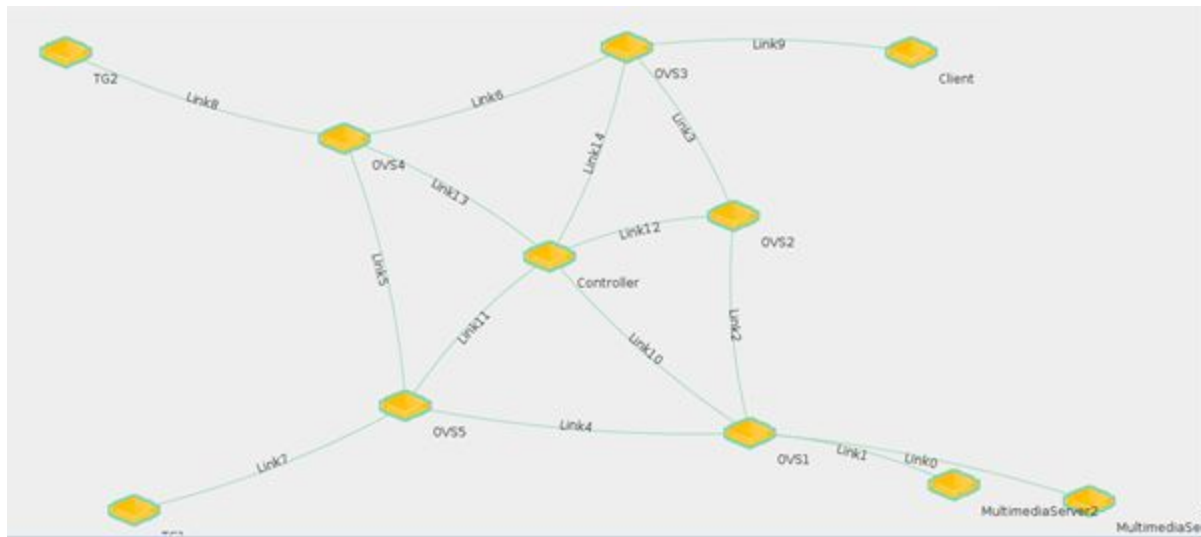 Link9
OVS3
Client
TG2
Link8
Link6
Link3
Link14
OVS4
Link13
Link12
OVS2
Link5
Controller
Link11
Link2
Link10
OVS5
Link4
OVS1
Link1
Link0
Link7
MultimediaServer2
MultimediaSe